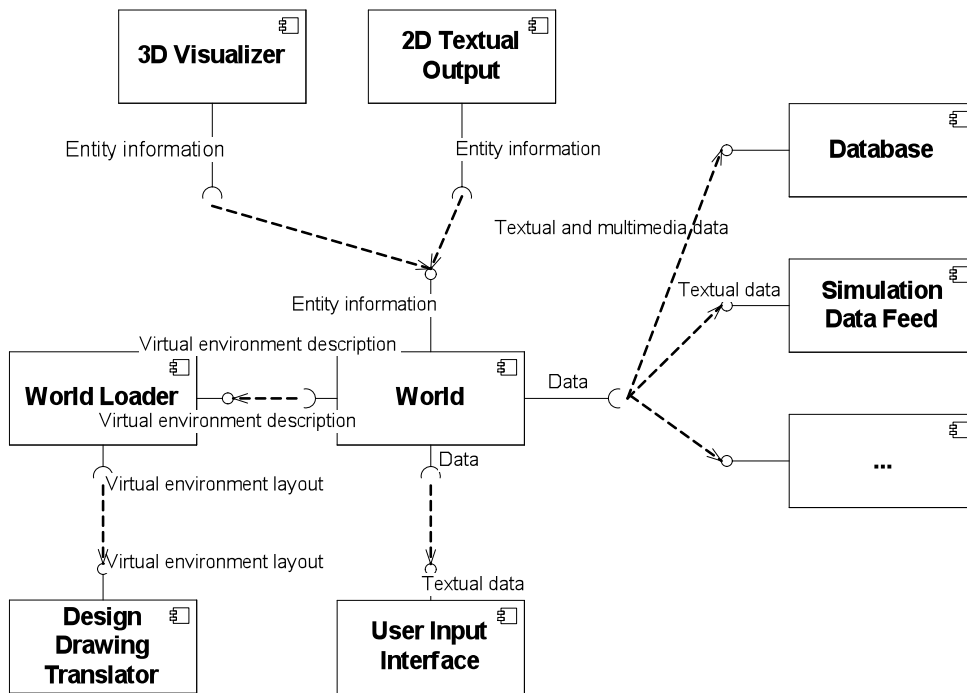 3D Visualizer
2D Textual
Output
Entity information
Entity information
Database
Textual and multimedia data
Textual data
Simulation
Data Feed
Entity information
Virtual environment description
World Loader
World
Data
Virtual environment description
Data
...
Virtual environment layout
Virtual environment layout
Textual data
Design
Drawing
Translator
User Input
Interface